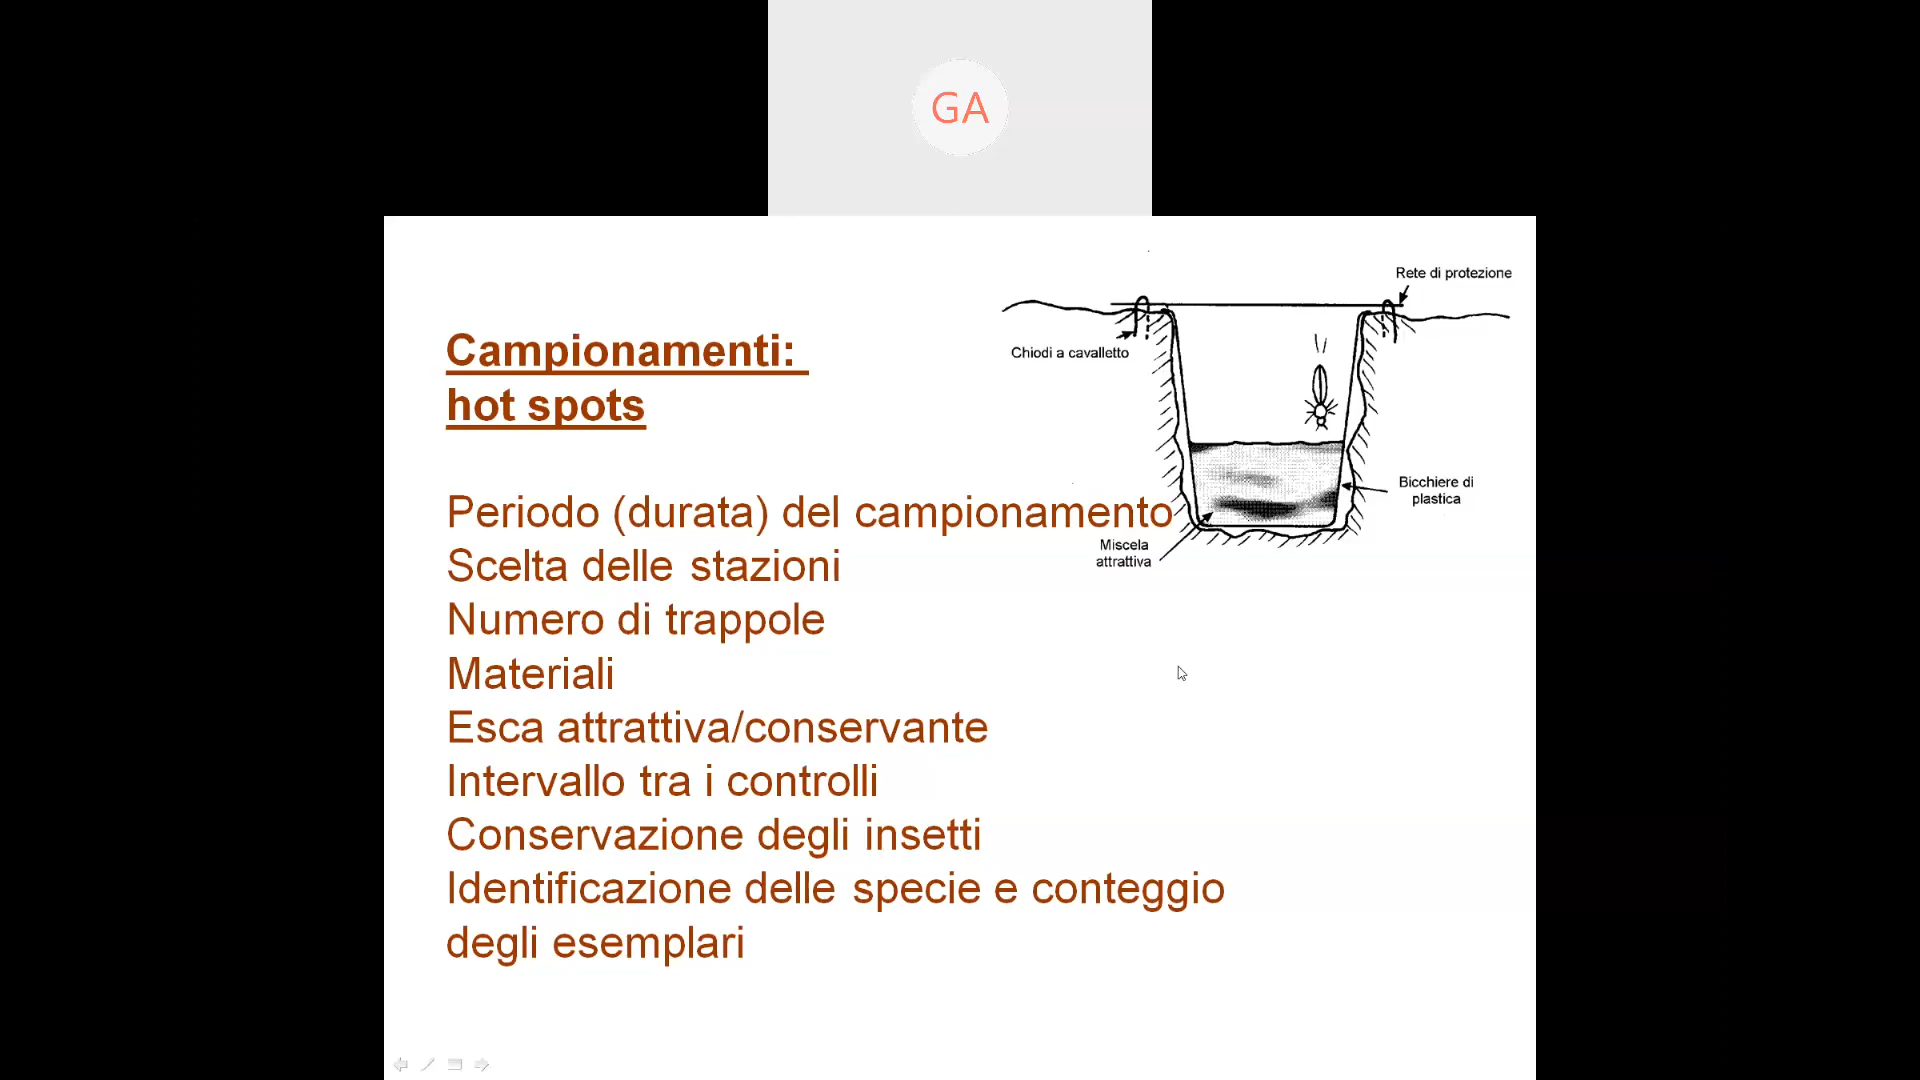 GA
Rete di protezione
Chiodi a cavalletto
Campionamenti:
hot spots
Bicchiere di
plastica
Miscela
attrattiva
Periodo (durata) del campionamento
Scelta delle stazioni
Numero di trappole
Materiali
Esca attrattiva/conservante
Intervallo tra i controlli
Conservazione degli insetti
Identificazione delle specie e conteggio
degli esemplari